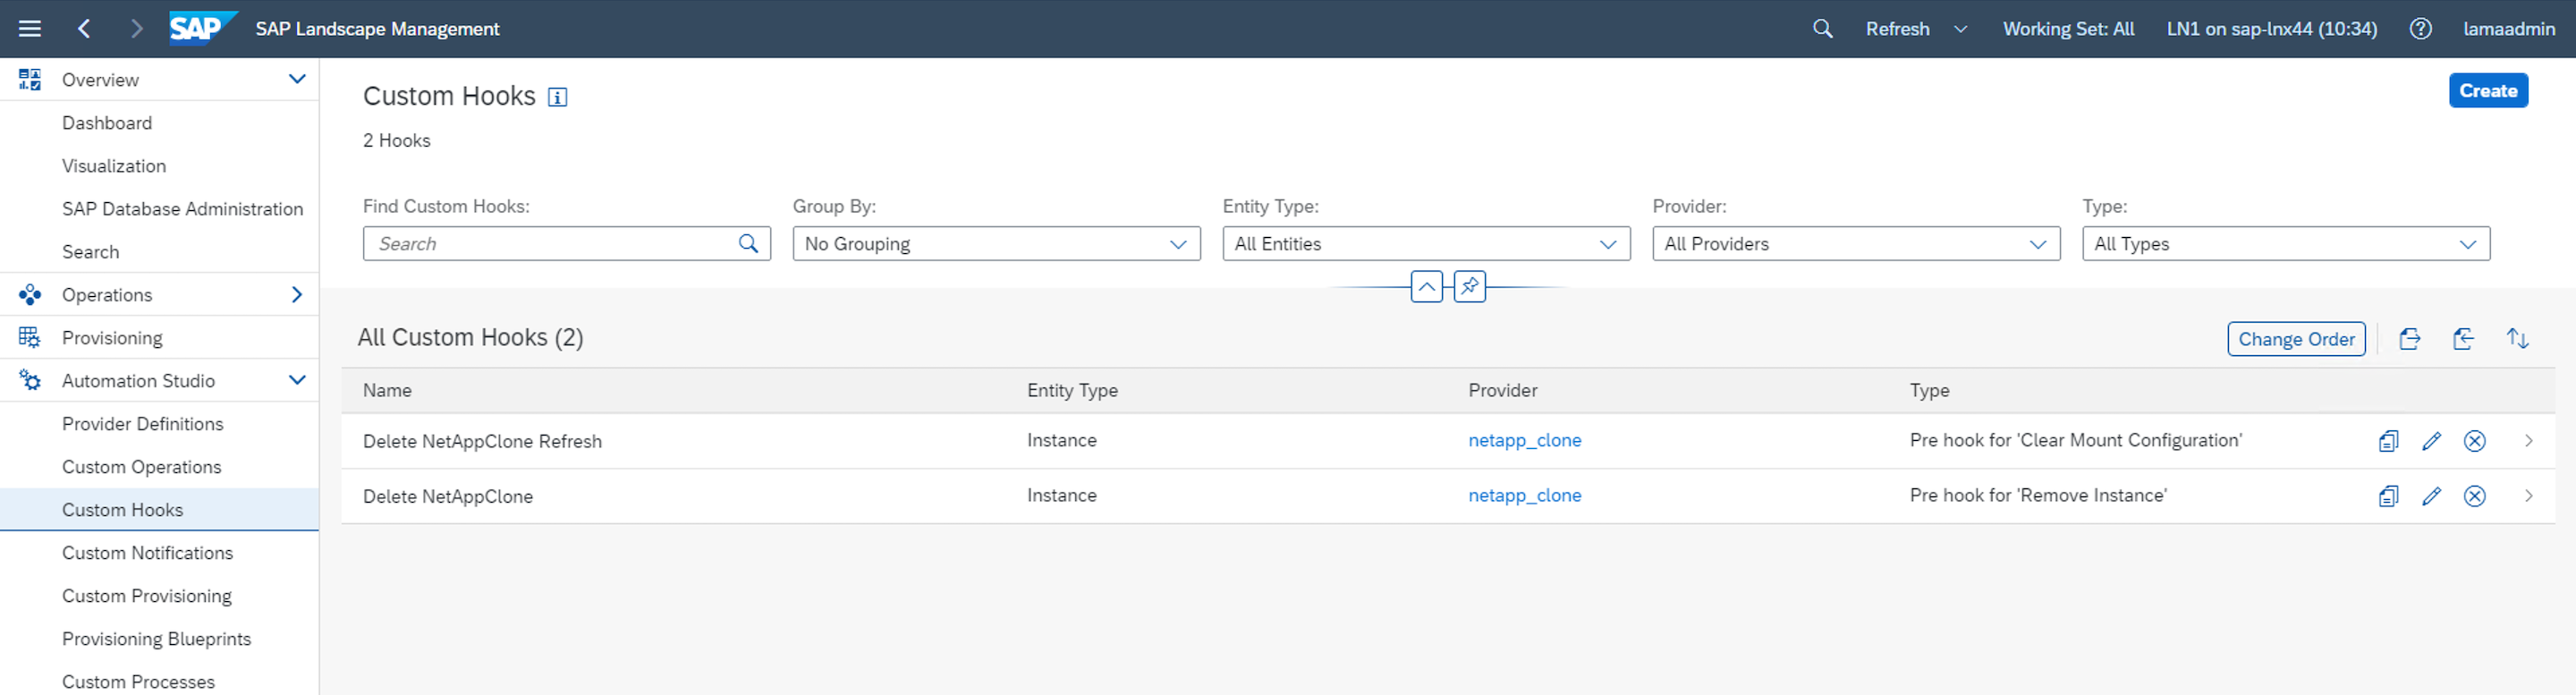 SAP SAP Landscape Management Refresh Working Set: All LN1 on sap-lnx44 (10:34) lamaadmin
Overview
Dashboard
Visualization
SAP Database Administration
Search
Operations
Provisioning
Automation Studio
Provider Definitions
Custom Operations
Custom Hooks
Custom Notifications
Custom Provisioning
Provisioning Blueprints
Custom Processes
Custom Hooks
Create
2 Hooks
Find Custom Hooks: Group By: Entity Type: Provider: Type:
Search No Grouping All Entities All Providers All Types
All Custom Hooks (2) Change Order
Name Entity Type Provider Type
Delete NetAppClone Refresh Instance netapp_clone Pre hook for 'Clear Mount Configuration'
Delete NetAppClone Instance netapp_clone Pre hook for 'Remove Instance'